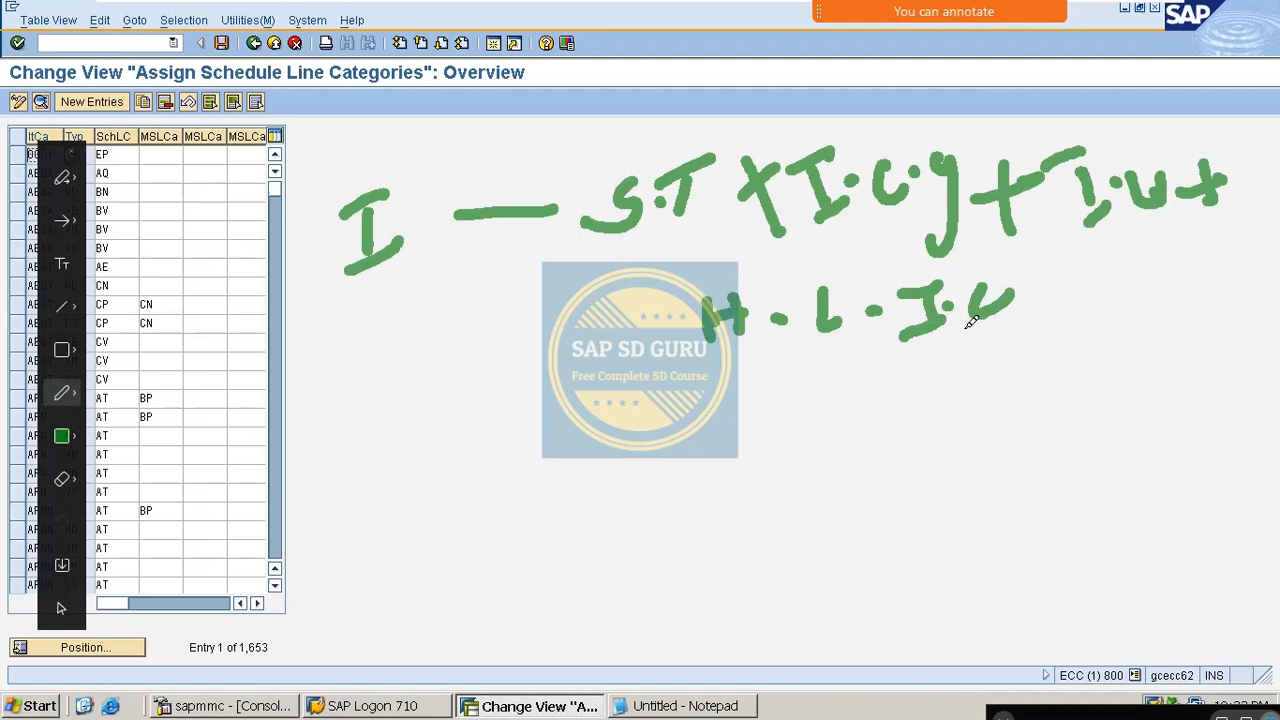 Table View Edit Goto Selection Utilities(M) System Help
You can annotate
SAP
Change View "Assign Schedule Line Categories": Overview
New Entries
ItCa Typ. SchLC MSLCa MSLCa MSLCa
EP
AQ
BN
BV
BV
BV
AE
CN
CP CN
CP CN
CV
CV
CV
AT BP
AT BP
AT
AT
AT
AT
AT BP
AT
AT
AT
AT
I — S.T + I.C.g + I.U +
H.L.I.C
SAP SD GURU
Free Complete SD Course
Tт
Position...
Entry 1 of 1,653
ECC (1) 800 gcecc62 INS
Start
sapmmc - [Consol...
SAP Logon 710
Change View "A...
Untitled - Notepad